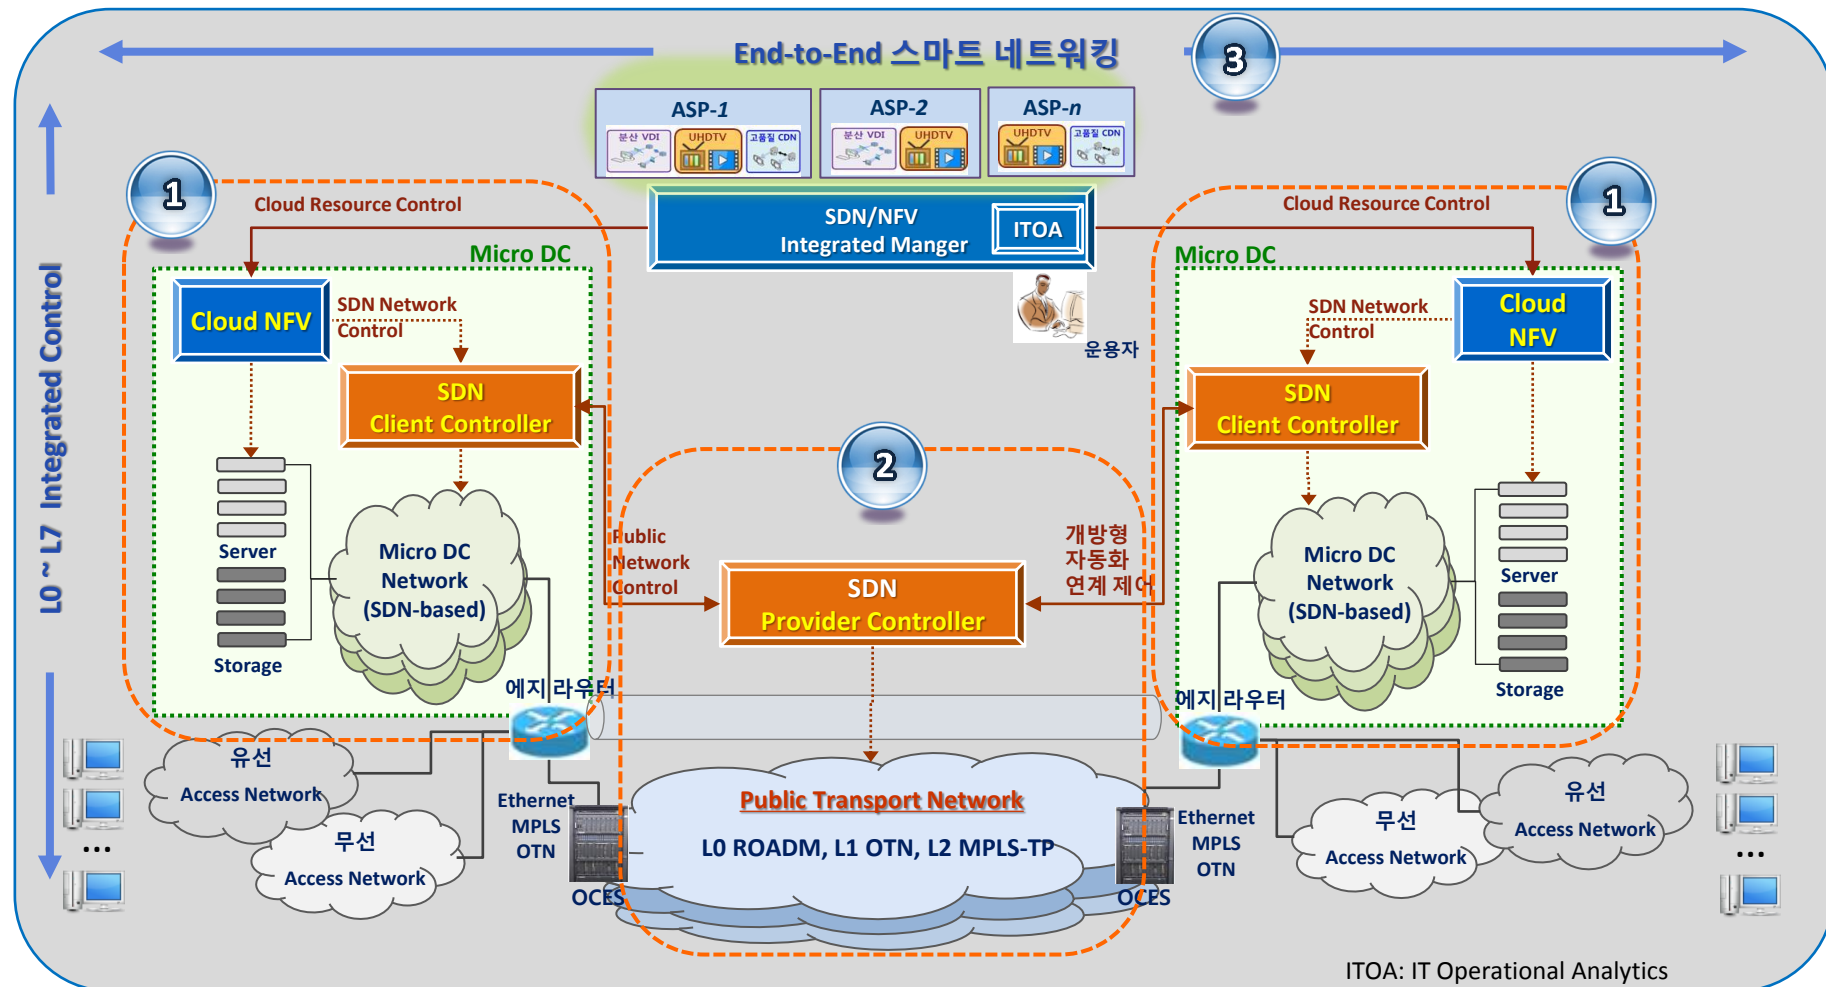 End-to-End 스마트 네트워킹
3
ASP-1
ASP-2
ASP-n
분산 VDI
UHDTV
고품질 CDN
분산 VDI
UHDTV
UHDTV
고품질 CDN
L0 ~ L7 Integrated Control
1
1
Cloud Resource Control
SDN/NFV
Integrated Manger
ITOA
Cloud Resource Control
Micro DC
Micro DC
Cloud NFV
SDN Network
Control
운용자
SDN Network
Control
Cloud
NFV
SDN
Client Controller
SDN
Client Controller
2
Server
Storage
Micro DC
Network
(SDN-based)
Public
Network
Control
SDN
Provider Controller
개방형
자동화
연계 제어
Micro DC
Network
(SDN-based)
Server
Storage
에지 라우터
에지 라우터
유선
Access Network
무선
Access Network
...
Ethernet
MPLS
OTN
OCES
Public Transport Network
L0 ROADM, L1 OTN, L2 MPLS-TP
Ethernet
MPLS
OTN
OCES
무선
Access Network
유선
Access Network
...
ITOA: IT Operational Analytics